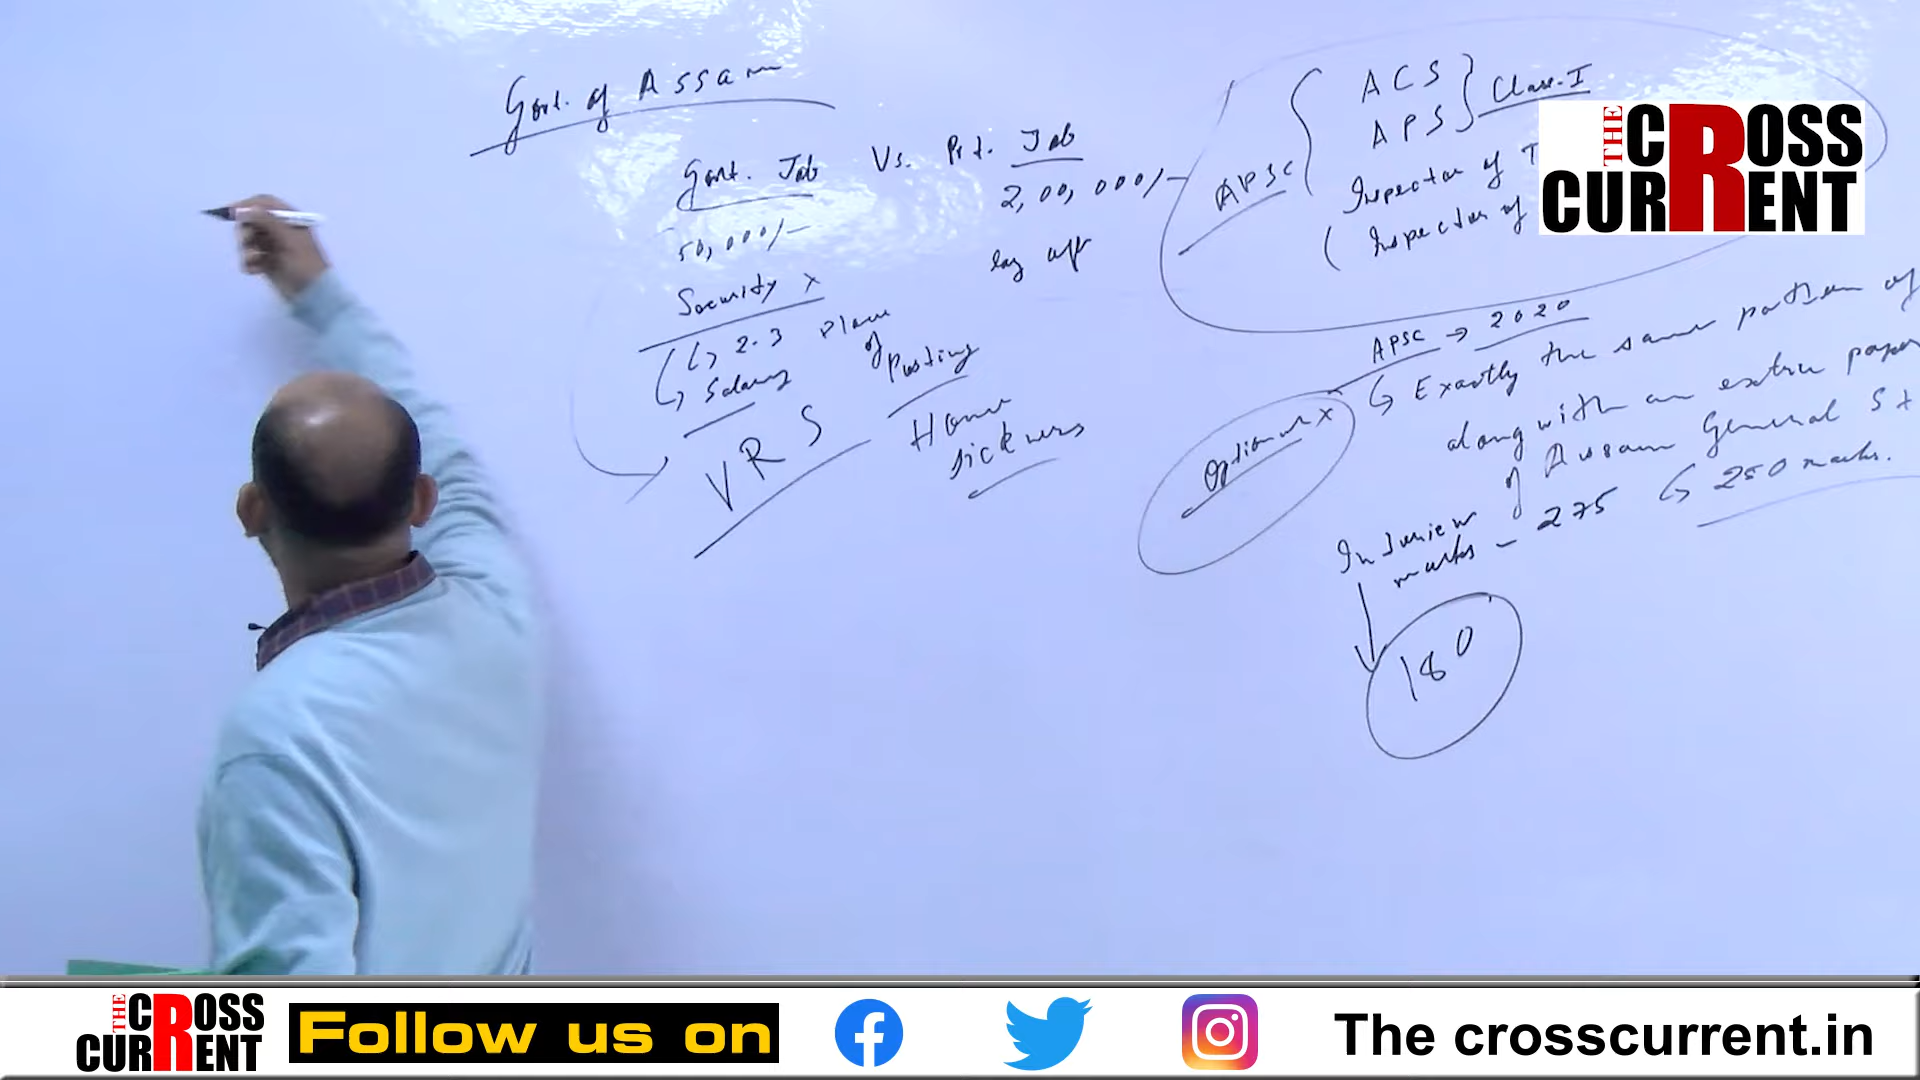 Govt. of Assam
Govt. Job Vs. Pvt. Job
50,000/- 2,00,000/-
Security x lay off
2-3 Place of Posting
Salary
VRS
Home sickness
APSC
ACS
APS
Class-I
Inspector of T
Inspector of
APSC → 2020
Exactly the same pattern of
along with an extra paper
of Assam General St
250 marks.
Optional x
Interview marks - 275
180
THE CROSS CURRENT
THE CROSS CURRENT
Follow us on
The crosscurrent.in